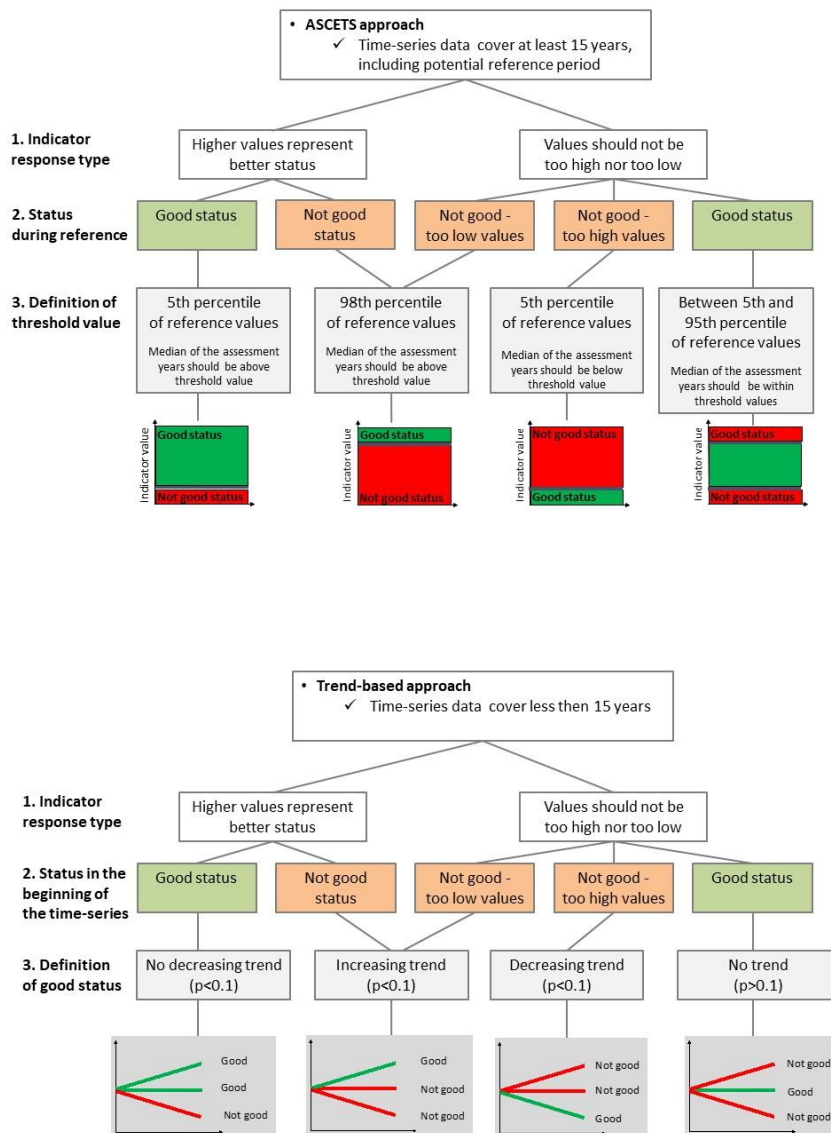 • ASCETS approach
✓ Time-series data cover at least 15 years,
including potential reference period
1. Indicator
response type
Higher values represent
better status
Values should not be
too high nor too low
2. Status
during reference
Good status
Not good
status
Not good -
too low values
Not good -
too high values
Good status
3. Definition of
threshold value
5th percentile
of reference values
Median of the assessment
years should be above
threshold value
98th percentile
of reference values
Median of the assessment
years should be above
threshold value
5th percentile
of reference values
Median of the assessment
years should be below
threshold value
Between 5th and
95th percentile
of reference values
Median of the assessment
years should be within
threshold values
Indicator value
Good status
Not good status
Indicator value
Good status
Not good status
Indicator value
Not good status
Good status
Indicator value
Good status
Not good status
• Trend-based approach
✓ Time-series data cover less then 15 years
1. Indicator
response type
Higher values represent
better status
Values should not be
too high nor too low
2. Status in the
beginning of
the time-series
Good status
Not good
status
Not good -
too low values
Not good -
too high values
Good status
3. Definition
of good status
No decreasing trend
(p<0.1)
Increasing trend
(p<0.1)
Decreasing trend
(p<0.1)
No trend
(p>0.1)
Good
Good
Not good
Good
Not good
Not good
Not good
Not good
Good
Not good
Good
Not good